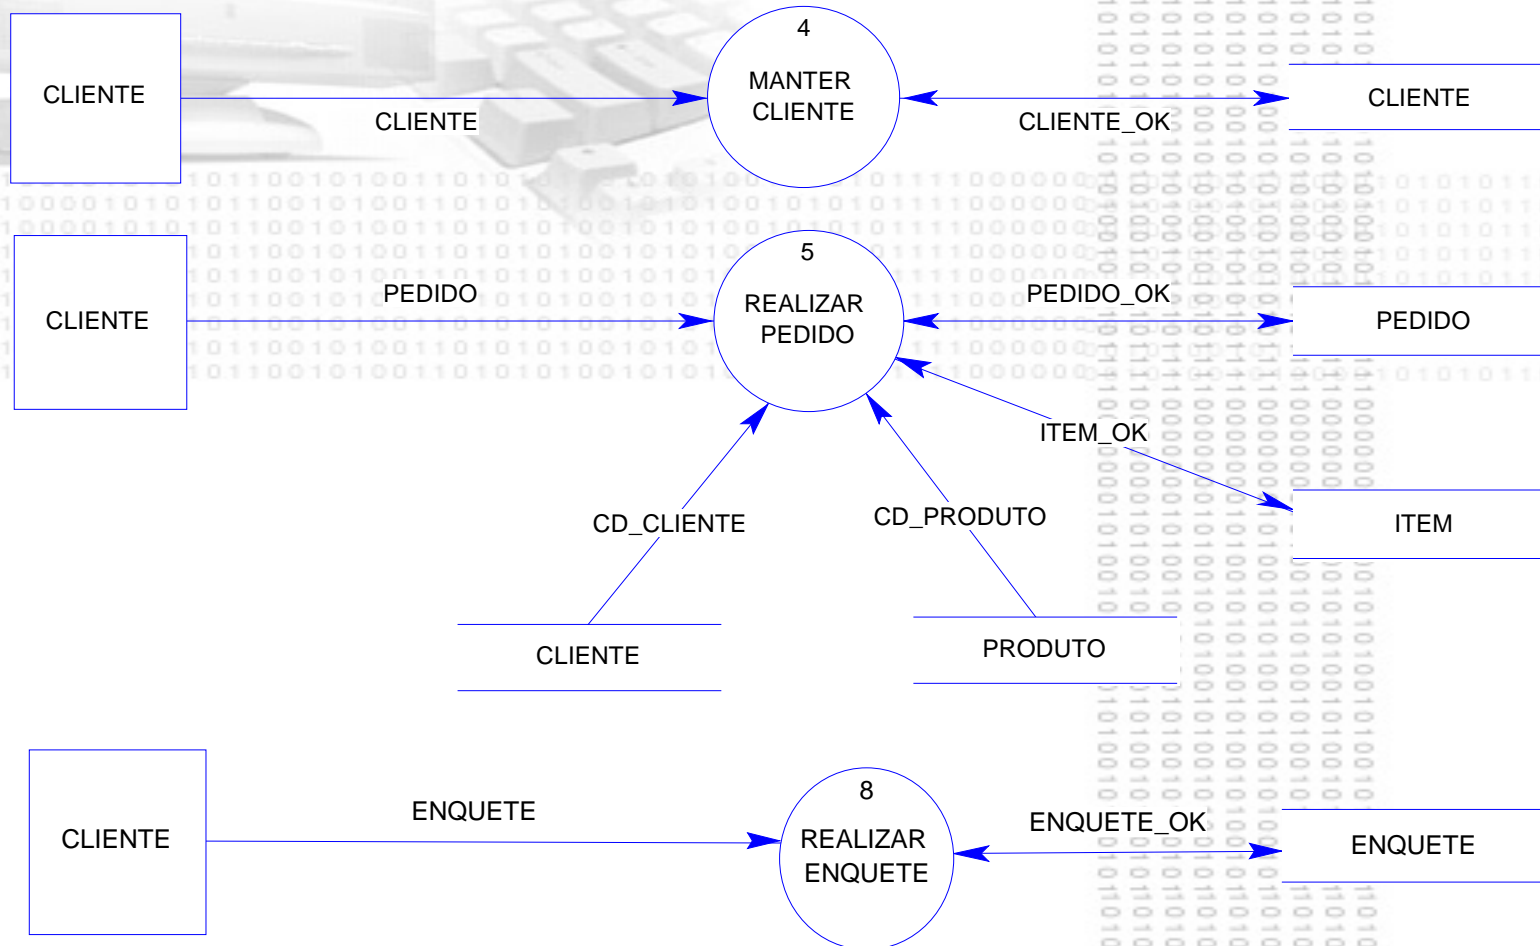 4
CLIENTE
MANTER
CLIENTE
CLIENTE
CLIENTE
CLIENTE_OK
5
CLIENTE
PEDIDO
REALIZAR
PEDIDO
PEDIDO_OK
PEDIDO
ITEM_OK
CD_CLIENTE
CD_PRODUTO
ITEM
CLIENTE
PRODUTO
8
CLIENTE
ENQUETE
REALIZAR
ENQUETE
ENQUETE_OK
ENQUETE